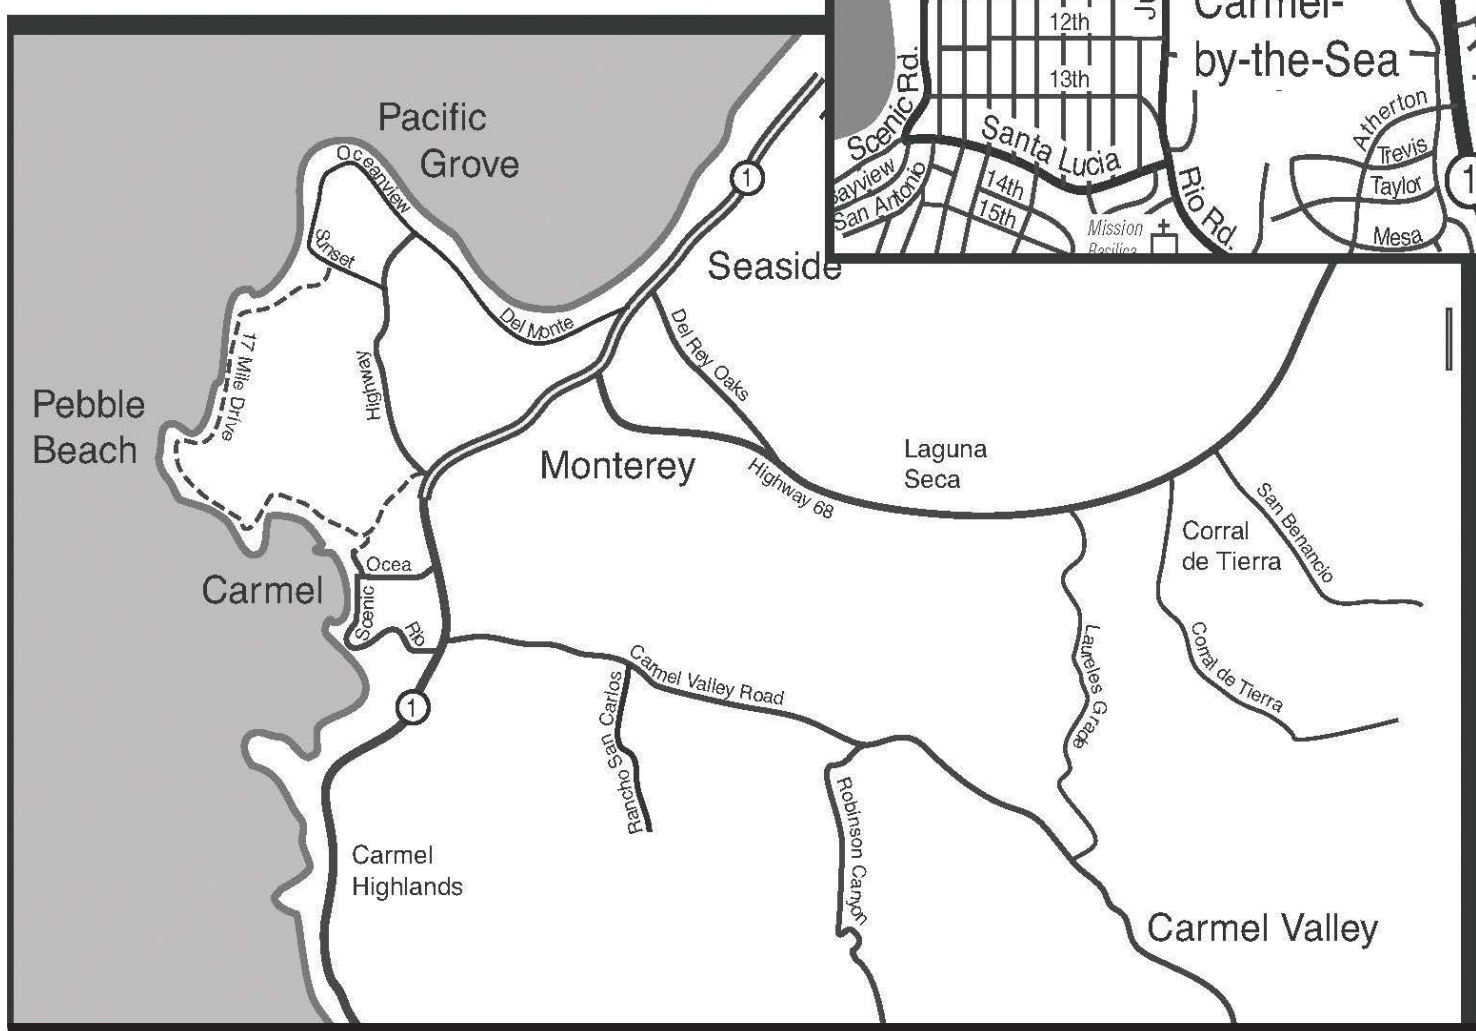 12th
Carmel-
by-the-Sea
13th
Scenic Rd.
Santa Lucia
Atherton
Trevis
Taylor
1
Mesa
San Antonio
14th
15th
Rio Rd.
Mission
Basilica
Pacific
Grove
Oceanview
1
Sunset
Seaside
Del Monte
Del Rey Oaks
17 Mile Drive
Highway
Pebble
Beach
Monterey
Highway 68
Laguna
Seca
San Benancio
Corral
de Tierra
Ocea
Carmel
Scenic
Rio
Laureles Grade
Corral de Tierra
Carmel Valley Road
Rancho San Carlos
1
Robinson Canyon
Carmel
Highlands
Carmel Valley